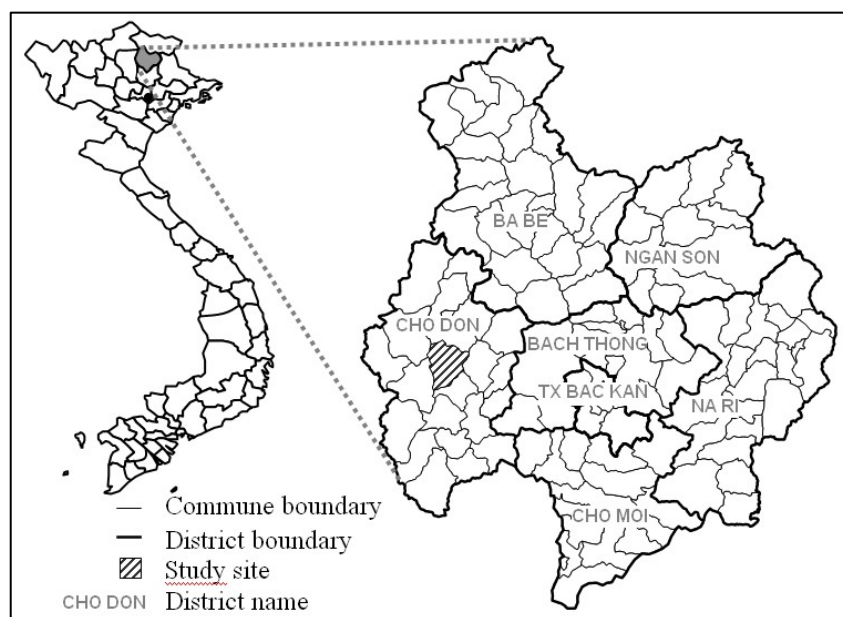 BA BE
NGAN SON
CHO DON
BACH THONG
TX BAC KAN
NA RI
CHO MOI
Commune boundary
District boundary
Study site
CHO DON District name